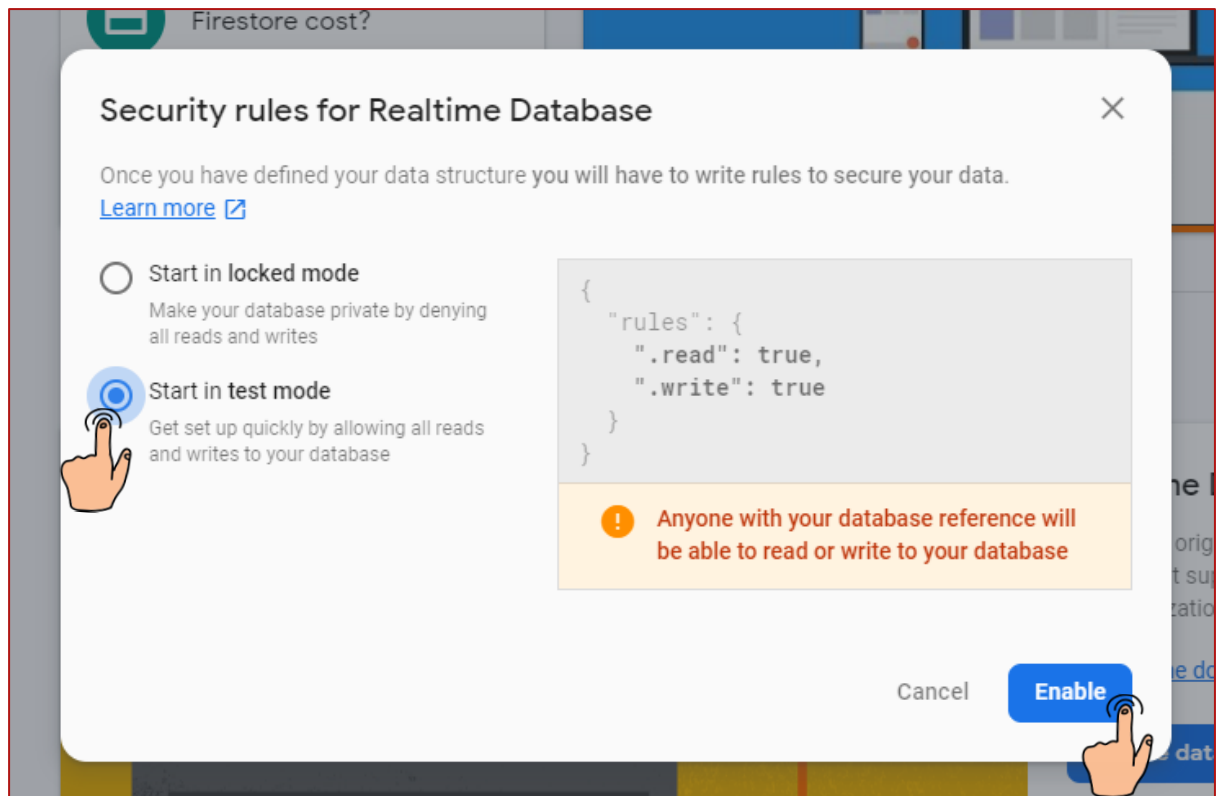 Firestore cost?
Security rules for Realtime Database
Once you have defined your data structure you will have to write rules to secure your data.
Learn more
Start in locked mode
Make your database private by denying
all reads and writes
Start in test mode
Get set up quickly by allowing all reads
and writes to your database
{
"rules": {
".read": true,
".write": true
}
}
Anyone with your database reference will
be able to read or write to your database
Cancel
Enable